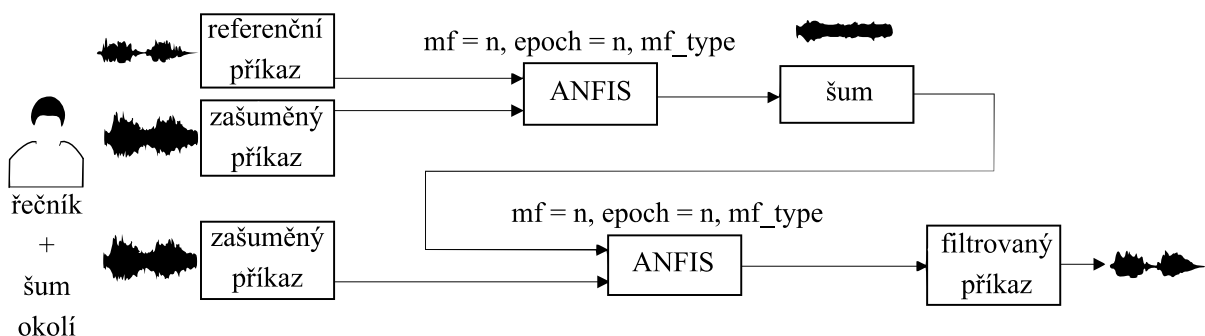 referenční
příkaz
mf = n, epoch = n, mf_type
ANFIS
šum
zašuměný
příkaz
řečník
+
šum
okolí
mf = n, epoch = n, mf_type
zašuměný
příkaz
ANFIS
filtrovaný
příkaz